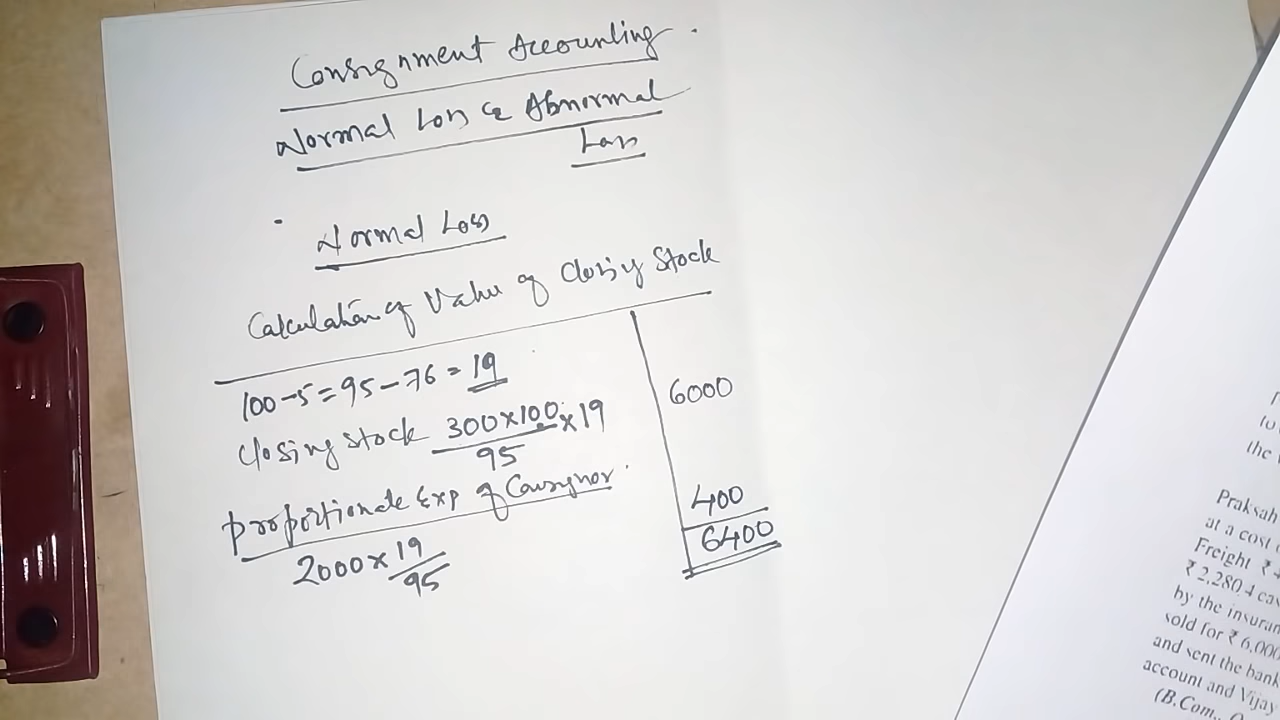 Consignment Accounting.
Normal Loss & Abnormal
Loss
Normal Loss
Calculation of Value of Closing Stock
100-5=95-76=19
6000
Closing Stock 300×100×19
95
Proportionate Exp of Consignor
400
2000×19
95
6400
to
the
Praksah
at a cost
Freight ₹
₹ 2,280.4 ca
by the insuran
sold for ₹ 6,000
and sent the bank
account and Vijay
(B.Com.,